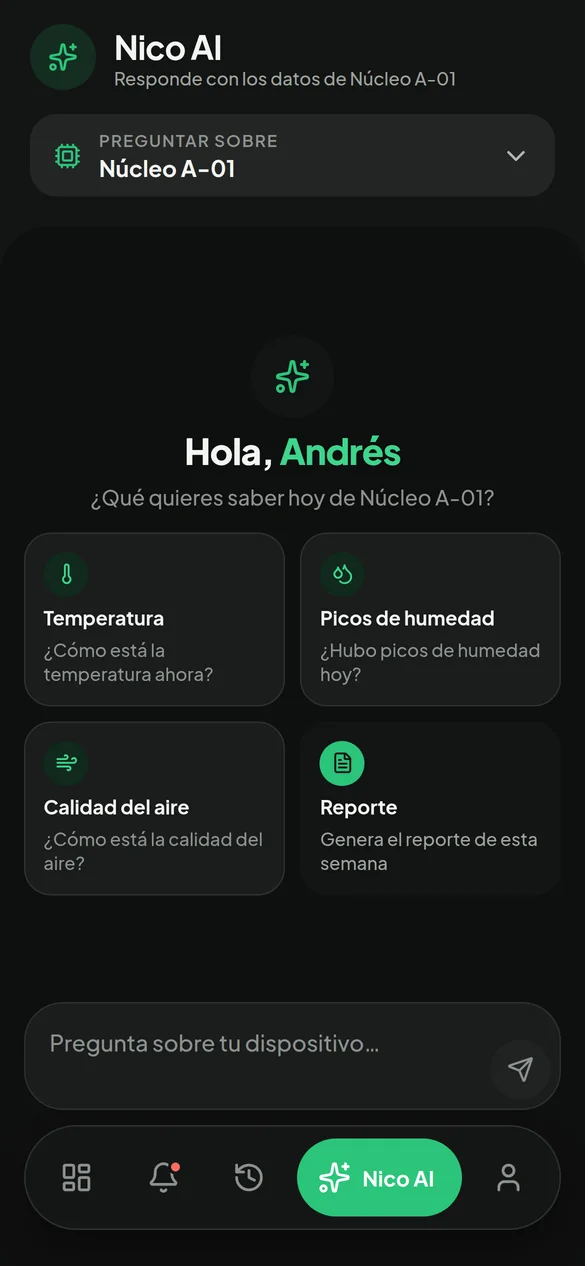 Nico AI
Responde con los datos de Núcleo A-01
PREGUNTAR SOBRE
Núcleo A-01
Hola, Andrés
¿Qué quieres saber hoy de Núcleo A-01?
Temperatura
¿Cómo está la
temperatura ahora?
Picos de humedad
¿Hubo picos de humedad
hoy?
Calidad del aire
¿Cómo está la calidad del
aire?
Reporte
Genera el reporte de esta
semana
Pregunta sobre tu dispositivo…
Nico AI